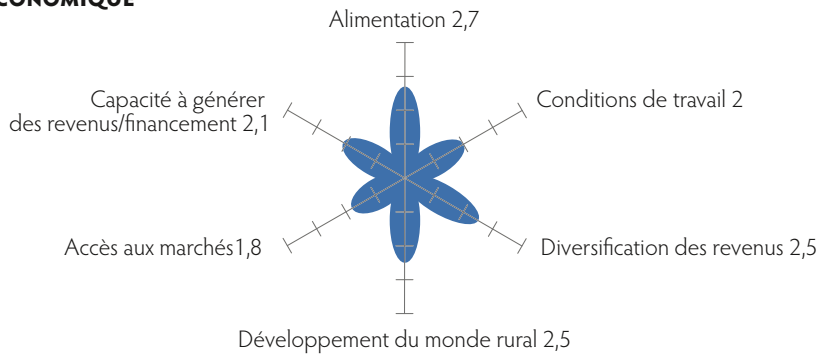 Alimentation 2,7
Capacité à générer
des revenus/financement 2,1
Conditions de travail 2
Accès aux marchés1,8
Diversification des revenus 2,5
Développement du monde rural 2,5